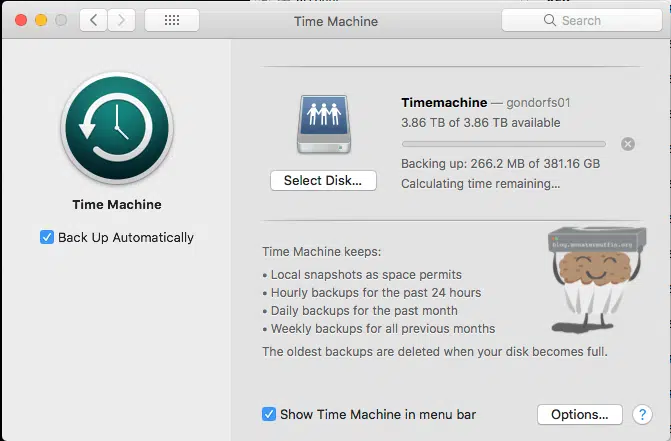 Time Machine
Search
Timemachine — gondorfs01
3.86 TB of 3.86 TB available
Backing up: 266.2 MB of 381.16 GB
Calculating time remaining...
Select Disk...
Time Machine
Back Up Automatically
Time Machine keeps:
• Local snapshots as space permits
• Hourly backups for the past 24 hours
• Daily backups for the past month
• Weekly backups for all previous months
The oldest backups are deleted when your disk becomes full.
Show Time Machine in menu bar
Options...
?